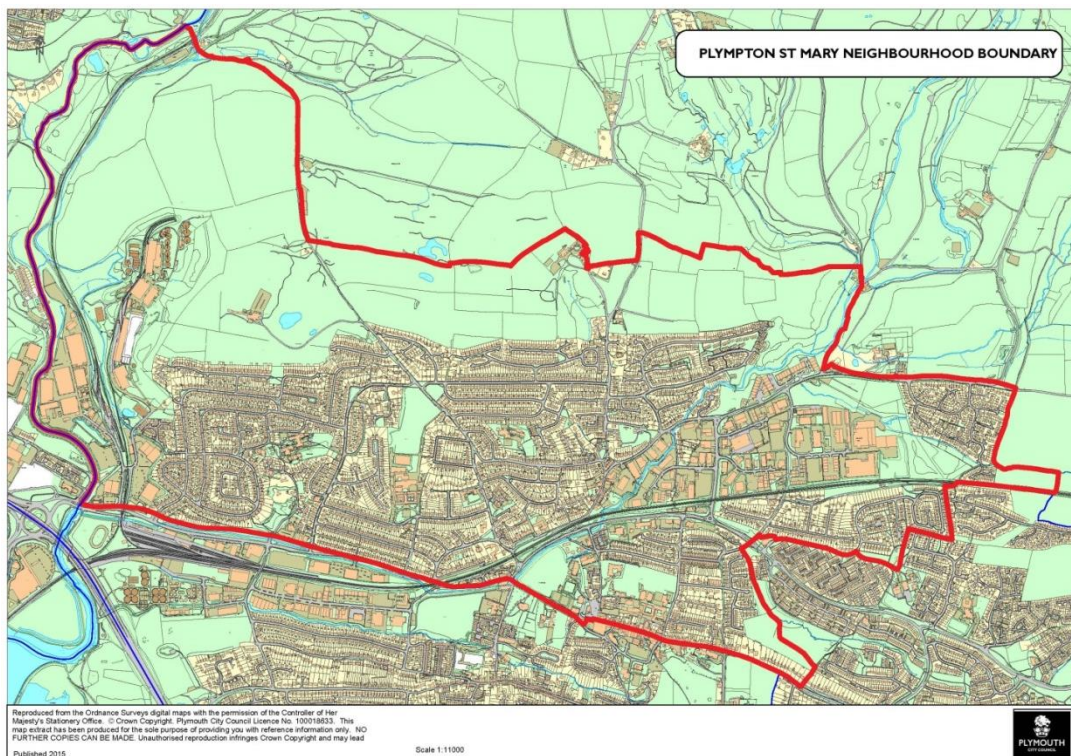 PLYMPTON ST MARY NEIGHBOURHOOD BOUNDARY
Reproduced from the Ordnance Surveys digital maps with the permission of the Controller of Her
Majesty's Stationery Office. © Crown Copyright. Plymouth City Council Licence No. 100018633. This
map extract has been produced for the sole purpose of providing you with reference information only. NO
FURTHER COPIES CAN BE MADE. Unauthorised reproduction infringes Crown Copyright and may lead
Published 2015
Scale 1:11000
PLYMOUTH
CITY COUNCIL